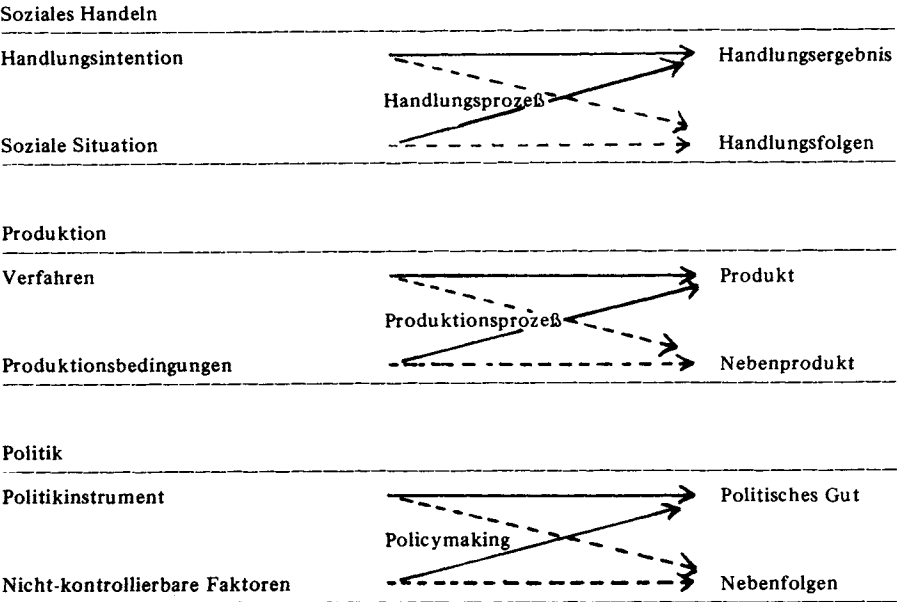 Soziales Handeln
Handlungsintention
Handlungsergebnis
Handlungsprozeß
Soziale Situation
Handlungsfolgen
Produktion
Verfahren
Produkt
Produktionsprozeß
Produktionsbedingungen
Nebenprodukt
Politik
Politikinstrument
Politisches Gut
Policymaking
Nicht-kontrollierbare Faktoren
Nebenfolgen